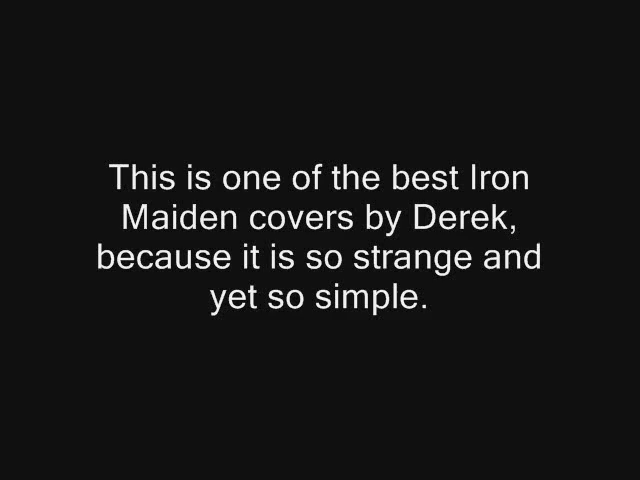 This is one of the best Iron
Maiden covers by Derek,
because it is so strange and
yet so simple.